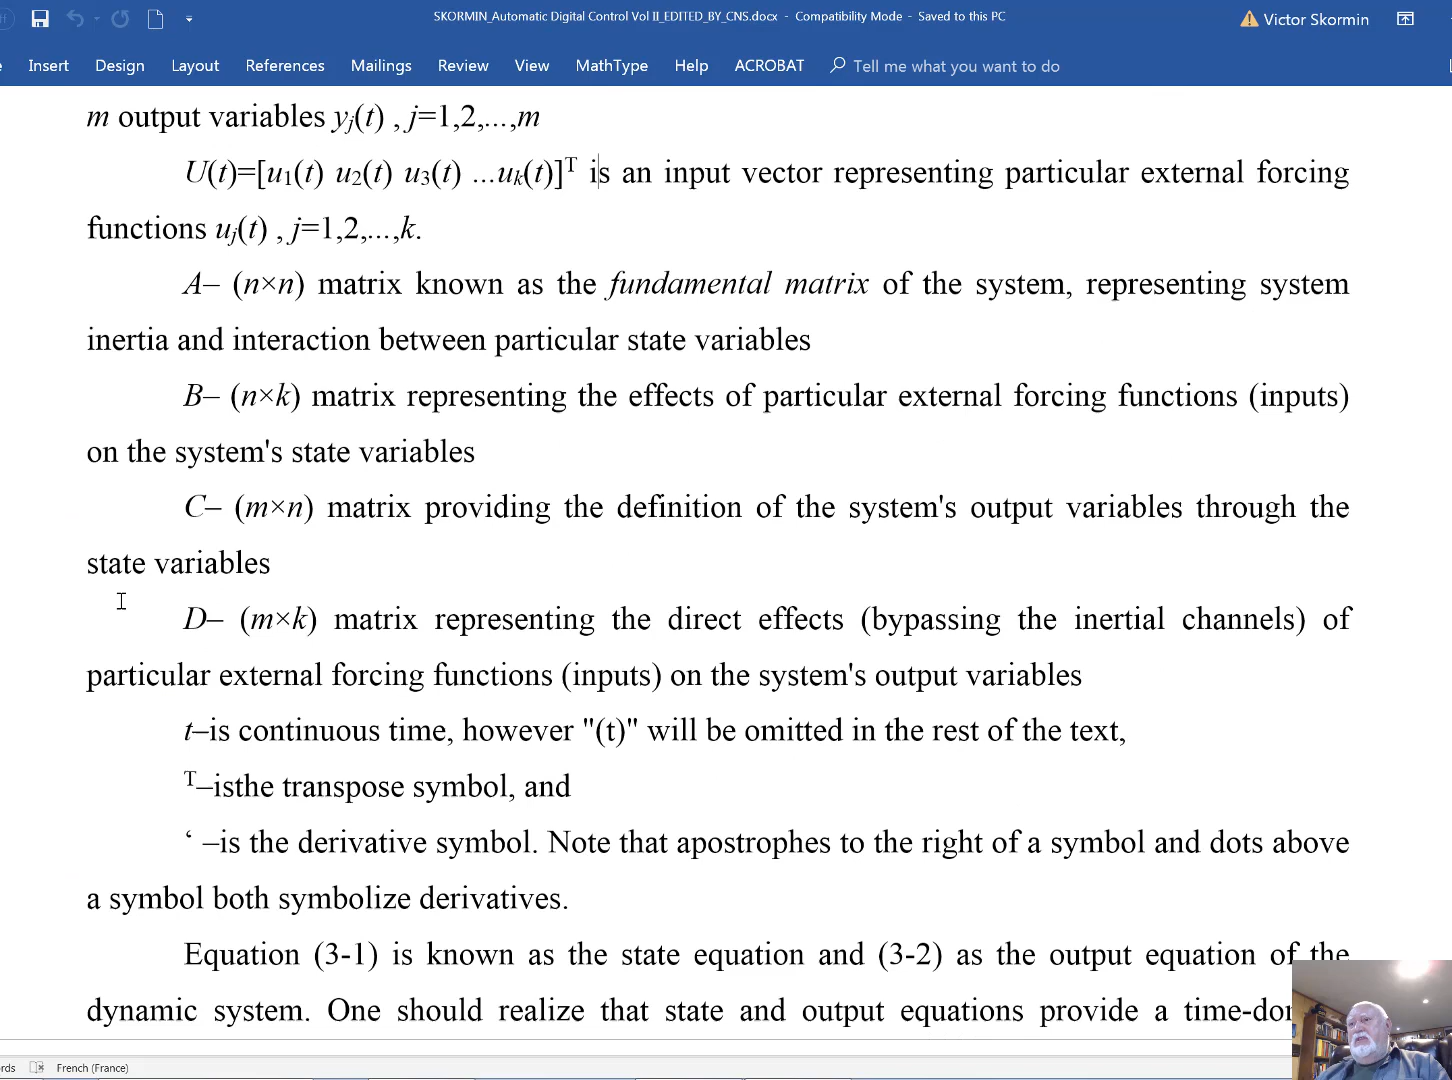 SKORMIN_Automatic Digital Control Vol II_EDITED_BY_CNS.docx - Compatibility Mode - Saved to this PC
Victor Skormin
Insert Design Layout References Mailings Review View MathType Help ACROBAT Tell me what you want to do
m output variables yj(t) , j=1,2,...,m
U(t)=[u1(t) u2(t) u3(t) ...uk(t)]T is an input vector representing particular external forcing
functions uj(t) , j=1,2,...,k.
A– (n×n) matrix known as the fundamental matrix of the system, representing system
inertia and interaction between particular state variables
B– (n×k) matrix representing the effects of particular external forcing functions (inputs)
on the system's state variables
C– (m×n) matrix providing the definition of the system's output variables through the
state variables
D– (m×k) matrix representing the direct effects (bypassing the inertial channels) of
particular external forcing functions (inputs) on the system's output variables
t–is continuous time, however "(t)" will be omitted in the rest of the text,
T–isthe transpose symbol, and
‘ –is the derivative symbol. Note that apostrophes to the right of a symbol and dots above
a symbol both symbolize derivatives.
Equation (3-1) is known as the state equation and (3-2) as the output equation of the
dynamic system. One should realize that state and output equations provide a
French (France)